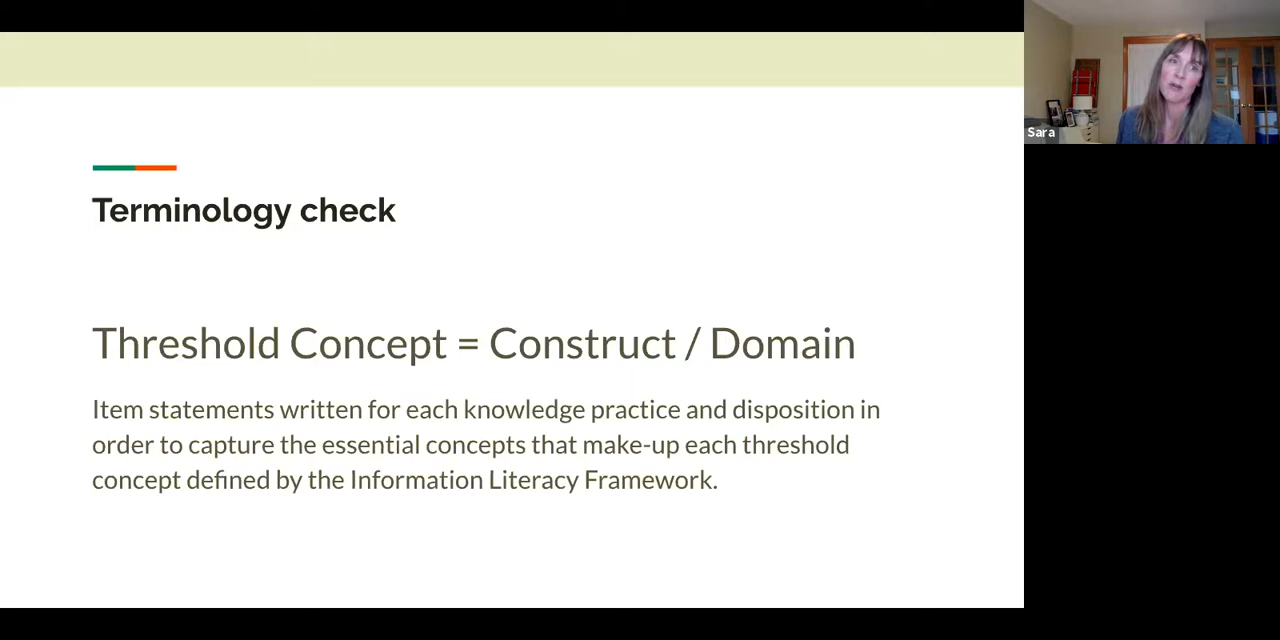 Terminology check
Threshold Concept = Construct / Domain
Item statements written for each knowledge practice and disposition in
order to capture the essential concepts that make-up each threshold
concept defined by the Information Literacy Framework.
Sara